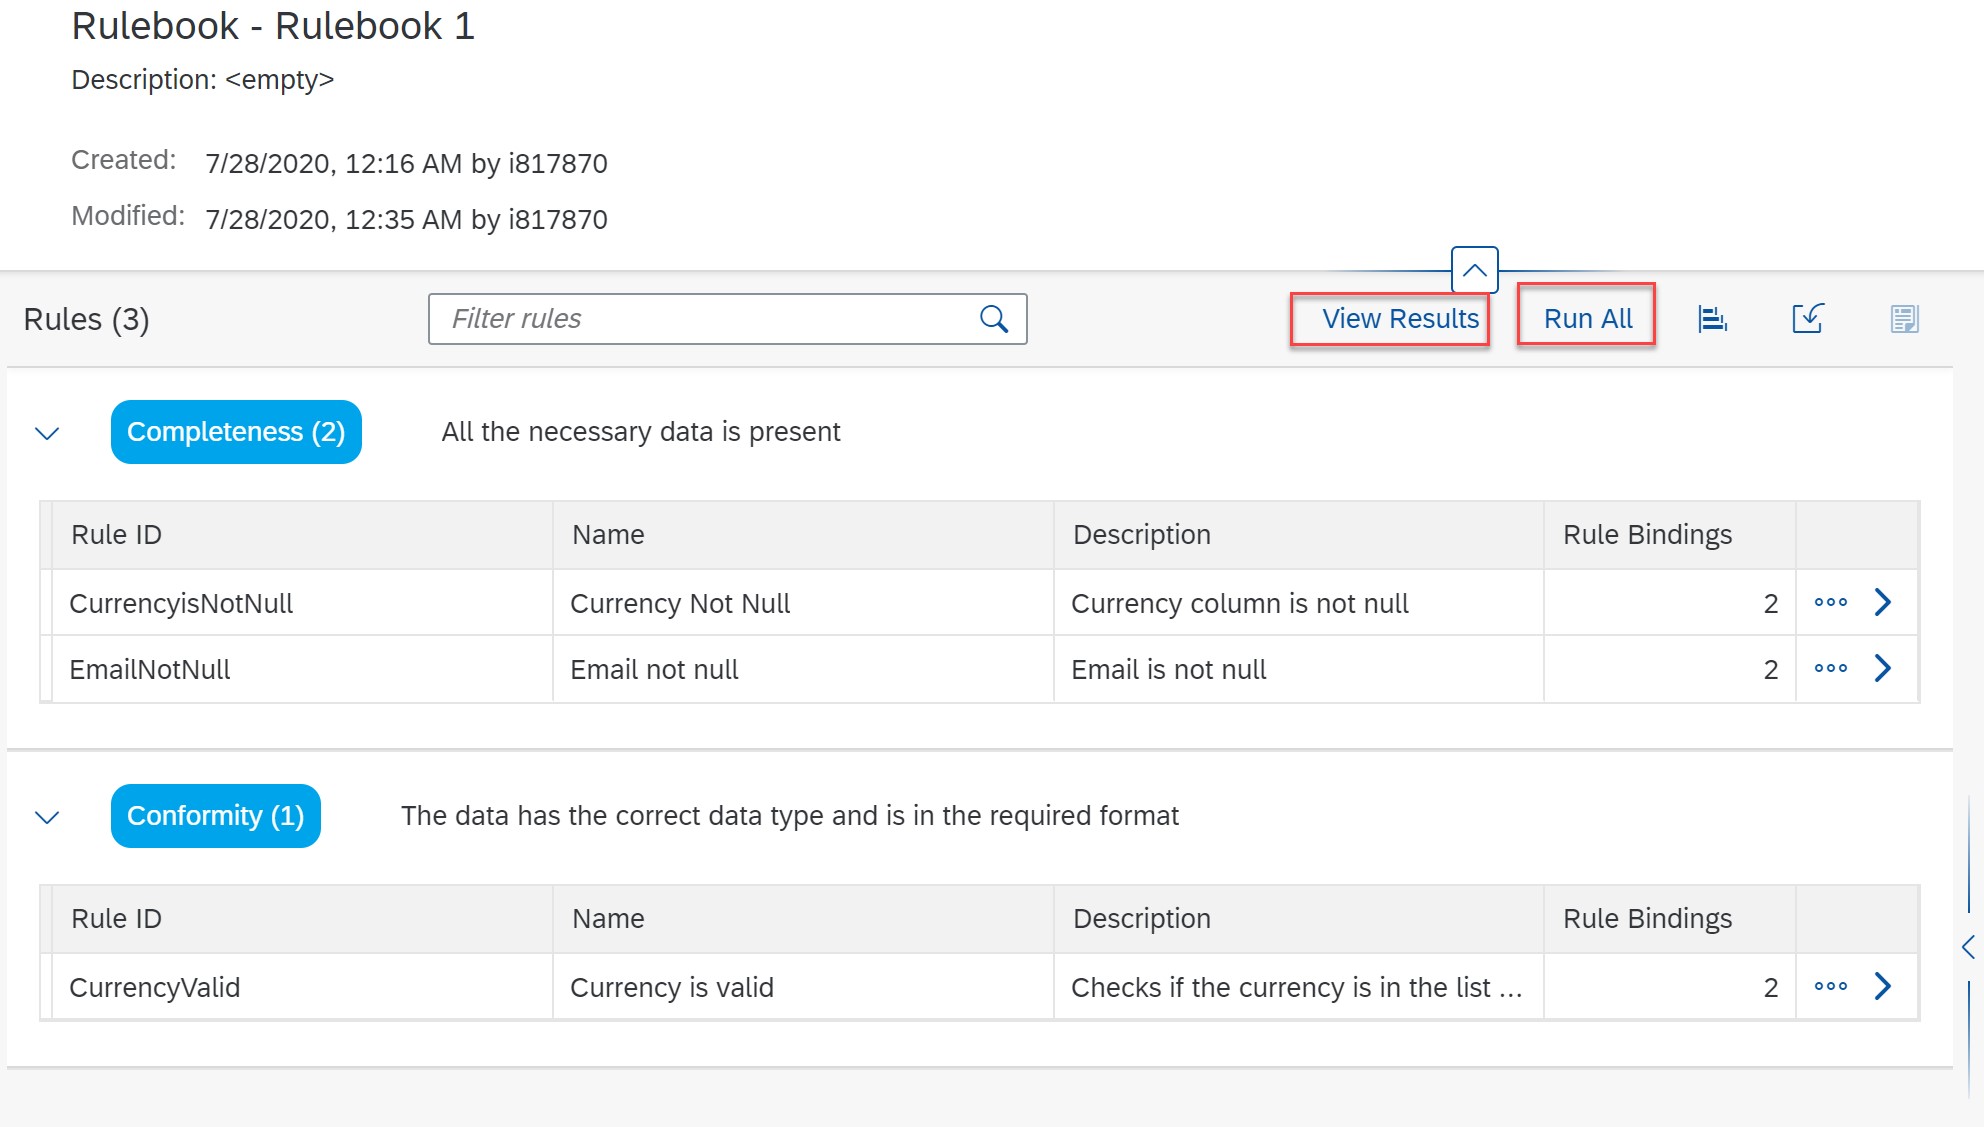 Rulebook - Rulebook 1
Description: <empty>
Created: 7/28/2020, 12:16 AM by i817870
Modified: 7/28/2020, 12:35 AM by i817870
Rules (3) Filter rules View Results Run All
Completeness (2) All the necessary data is present
Rule ID Name Description Rule Bindings
CurrencyisNotNull Currency Not Null Currency column is not null 2
EmailNotNull Email not null Email is not null 2
Conformity (1) The data has the correct data type and is in the required format
Rule ID Name Description Rule Bindings
CurrencyValid Currency is valid Checks if the currency is in the list ... 2